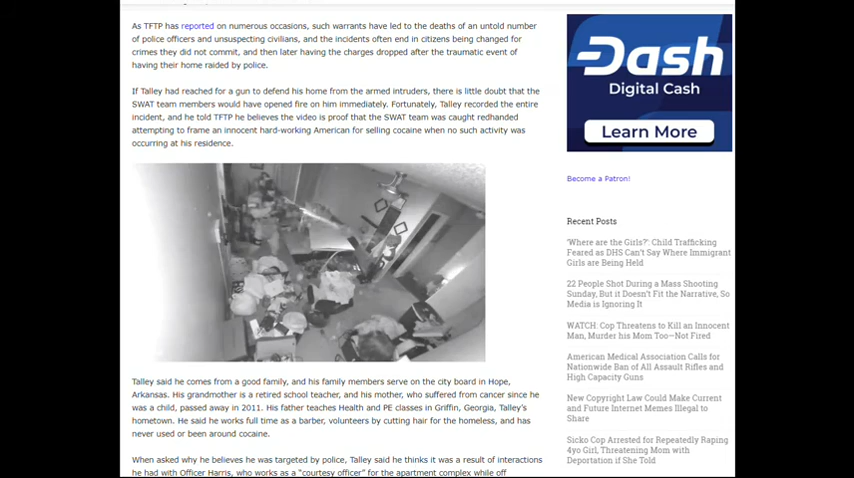 As TFTP has reported on numerous occasions, such warrants have led to the deaths of an untold number
of police officers and unsuspecting civilians, and the incidents often end in citizens being changed for
crimes they did not commit, and then later having the charges dropped after the traumatic event of
having their home raided by police.
If Talley had reached for a gun to defend his home from the armed intruders, there is little doubt that the
SWAT team members would have opened fire on him immediately. Fortunately, Talley recorded the entire
incident, and he told TFTP he believes the video is proof that the SWAT team was caught redhanded
attempting to frame an innocent hard-working American for selling cocaine when no such activity was
occurring at his residence.
Talley said he comes from a good family, and his family members serve on the city board in Hope,
Arkansas. His grandmother is a retired school teacher, and his mother, who suffered from cancer since he
was a child, passed away in 2011. His father teaches Health and PE classes in Griffin, Georgia, Talley's
hometown. He said he works full time as a barber, volunteers by cutting hair for the homeless, and has
never used or been around cocaine.
When asked why he believes he was targeted by police, Talley said he thinks it was a result of interactions
he had with Officer Harris, who works as a "courtesy officer" for the apartment complex while off
Dash
Digital Cash
Learn More
Become a Patron!
Recent Posts
'Where are the Girls?': Child Trafficking
Feared as DHS Can't Say Where Immigrant
Girls are Being Held
22 People Shot During a Mass Shooting
Sunday, But it Doesn't Fit the Narrative, So
Media is Ignoring It
WATCH: Cop Threatens to Kill an Innocent
Man, Murder his Mom Too—Not Fired
American Medical Association Calls for
Nationwide Ban of All Assault Rifles and
High Capacity Guns
New Copyright Law Could Make Current
and Future Internet Memes Illegal to
Share
Sicko Cop Arrested for Repeatedly Raping
4yo Girl, Threatening Mom with
Deportation if She Told